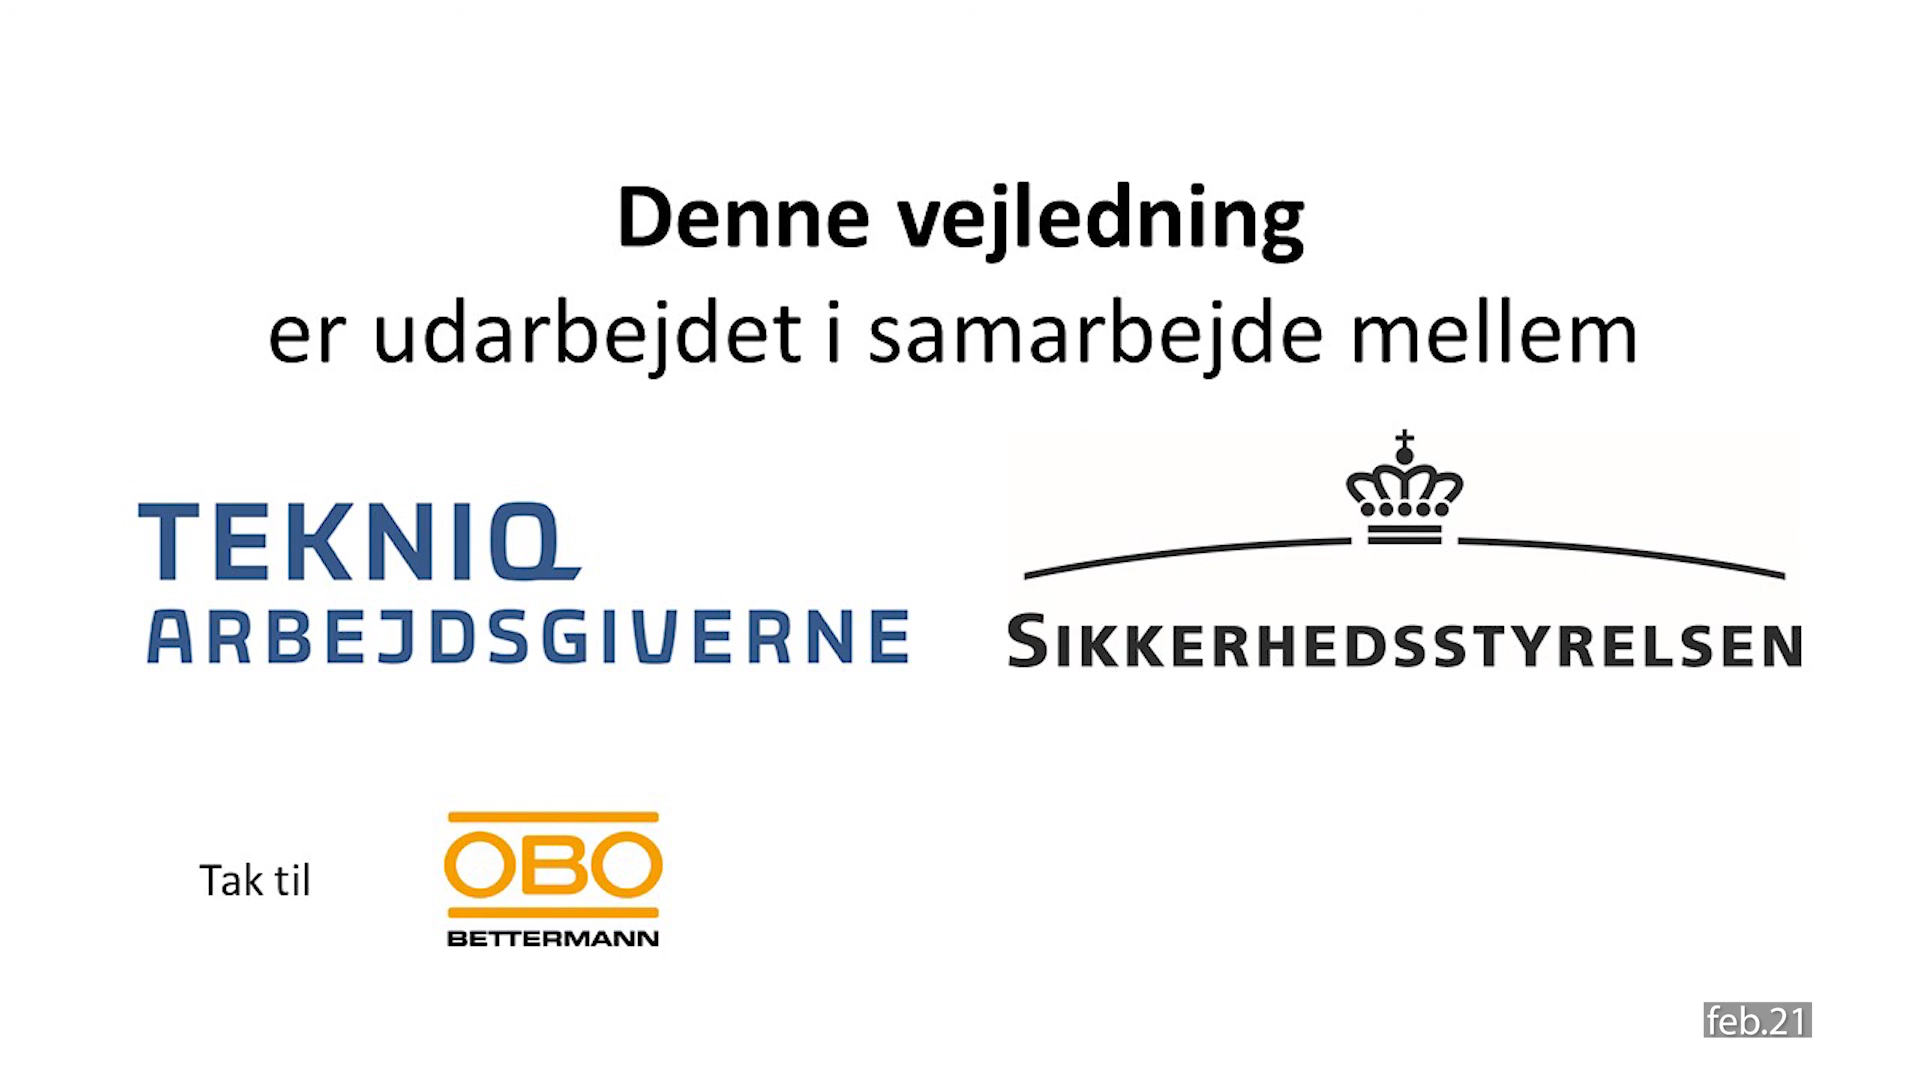 Denne vejledning
er udarbejdet i samarbejde mellem
TEKNIQ
ARBEJDSGIVERNE
SIKKERHEDSSTYRELSEN
Tak til
OBO
BETTERMANN
feb.21